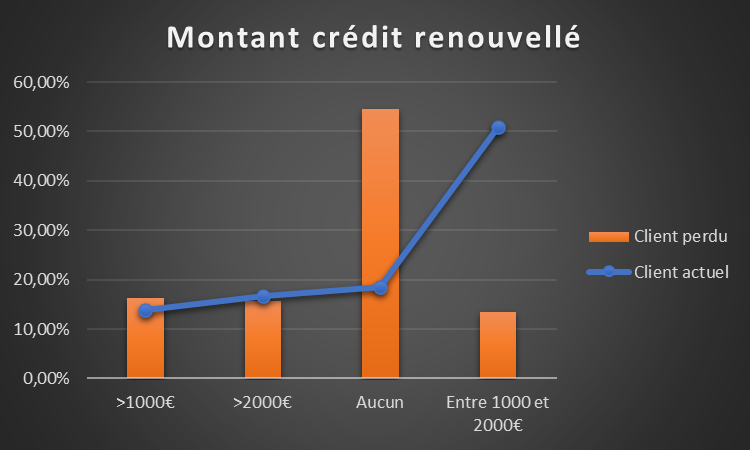 Montant crédit renouvellé
60,00%
50,00%
40,00%
30,00%
20,00%
10,00%
0,00%
>1000€
>2000€
Aucun
Entre 1000 et
2000€
Client perdu
Client actuel